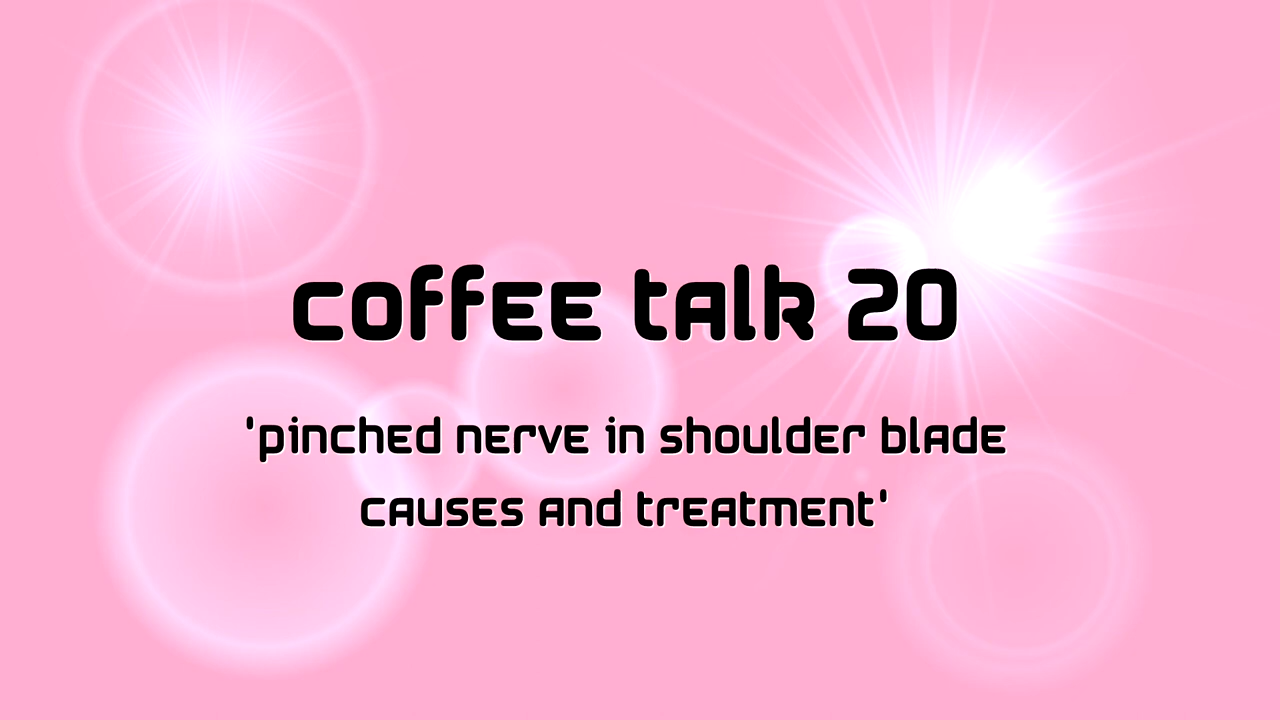 coffee talk 20
'pinched nerve in shoulder blade
causes and treatment'